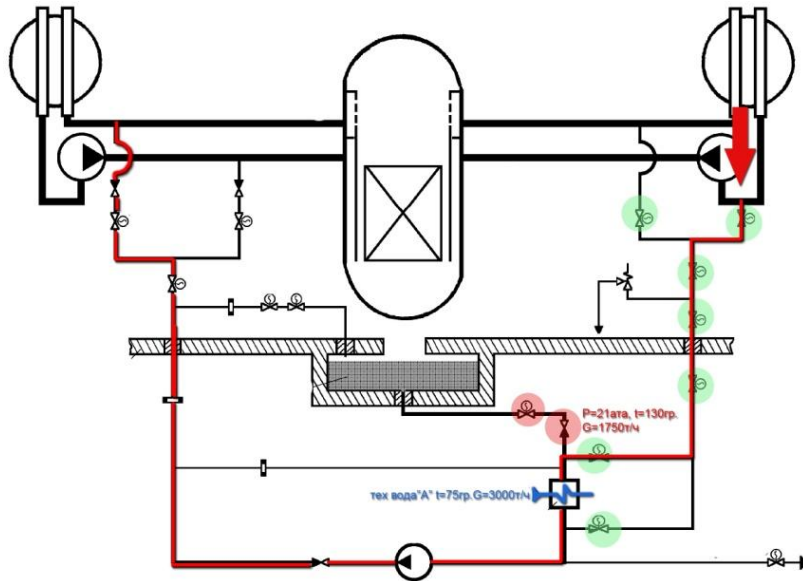 P=21ата, t=130гр.
G=1750т/ч
тех вода"А" t=75гр.G=3000т/ч